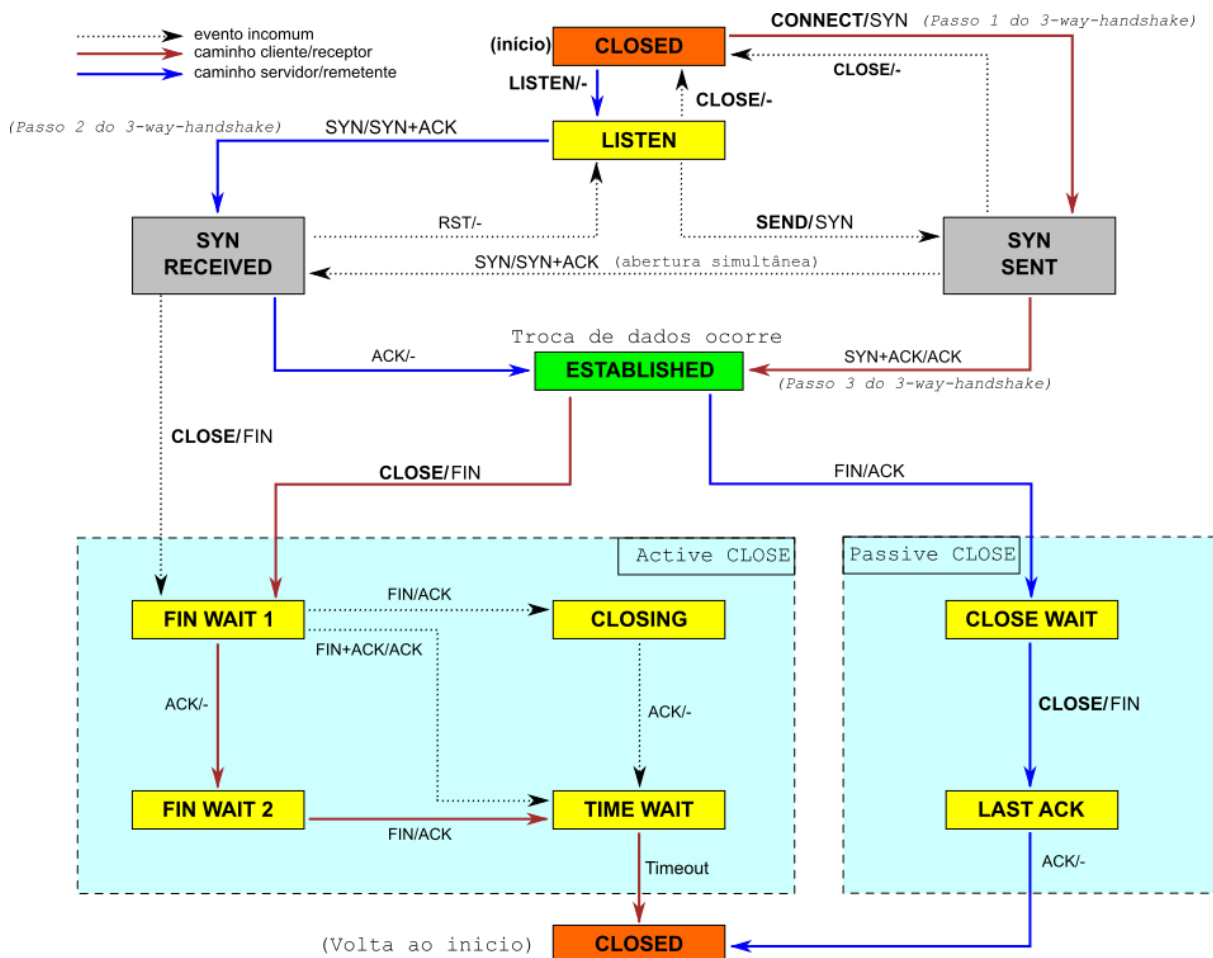 evento incomum
caminho cliente/receptor
caminho servidor/remetente
CONNECT/SYN (Passo 1 do 3-way-handshake)
(início)
CLOSED
LISTEN/-
CLOSE/-
CLOSE/-
(Passo 2 do 3-way-handshake)
SYN/SYN+ACK
LISTEN
RST/-
SEND/SYN
SYN
RECEIVED
SYN/SYN+ACK (abertura simultânea)
SYN
SENT
Troca de dados ocorre
ACK/-
ESTABLISHED
SYN+ACK/ACK
(Passo 3 do 3-way-handshake)
CLOSE/FIN
CLOSE/FIN
FIN/ACK
Active CLOSE
Passive CLOSE
FIN WAIT 1
FIN/ACK
CLOSING
CLOSE WAIT
FIN+ACK/ACK
ACK/-
ACK/-
CLOSE/FIN
FIN WAIT 2
FIN/ACK
TIME WAIT
LAST ACK
Timeout
ACK/-
(Volta ao inicio)
CLOSED